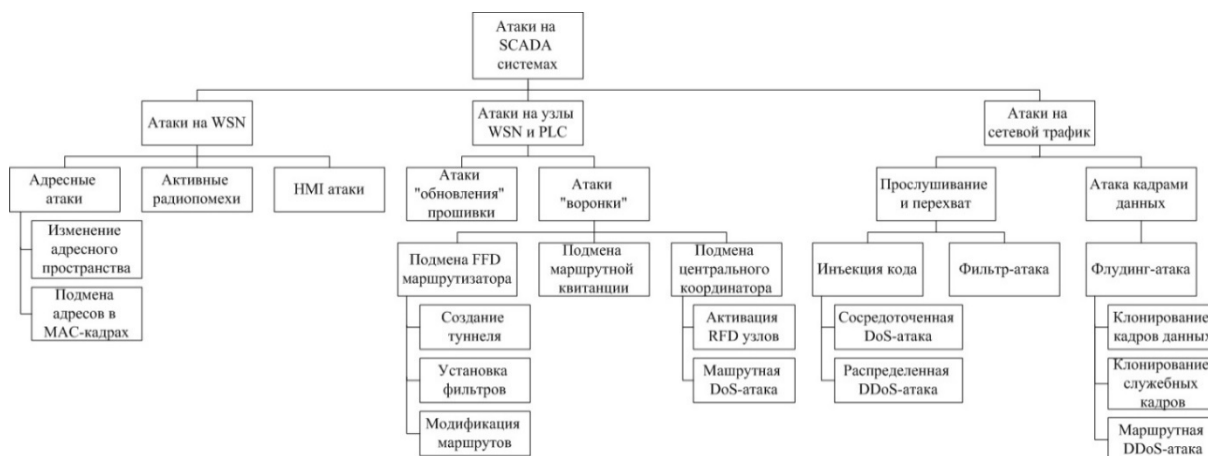 Атаки на
SCADA
системах
Атаки на WSN
Атаки на узлы
WSN и PLC
Атаки на
сетевой трафик
Адресные
атаки
Активные
радиопомехи
HMI атаки
Атаки
"обновления"
прошивки
Атаки
"воронки"
Прослушивание
и перехват
Атака кадрами
данных
Изменение
адресного
пространства
Подмена
адресов в
MAC-кадрах
Подмена FFD
маршрутизатора
Подмена
маршрутной
квитанции
Подмена
центрального
координатора
Инъекция кода
Фильтр-атака
Флудинг-атака
Создание
туннеля
Установка
фильтров
Модификация
маршрутов
Активация
RFD узлов
Машрутная
DoS-атака
Сосредоточенная
DoS-атака
Распределенная
DDoS-атака
Клонирование
кадров данных
Клонирование
служебных
кадров
Маршрутная
DDoS-атака